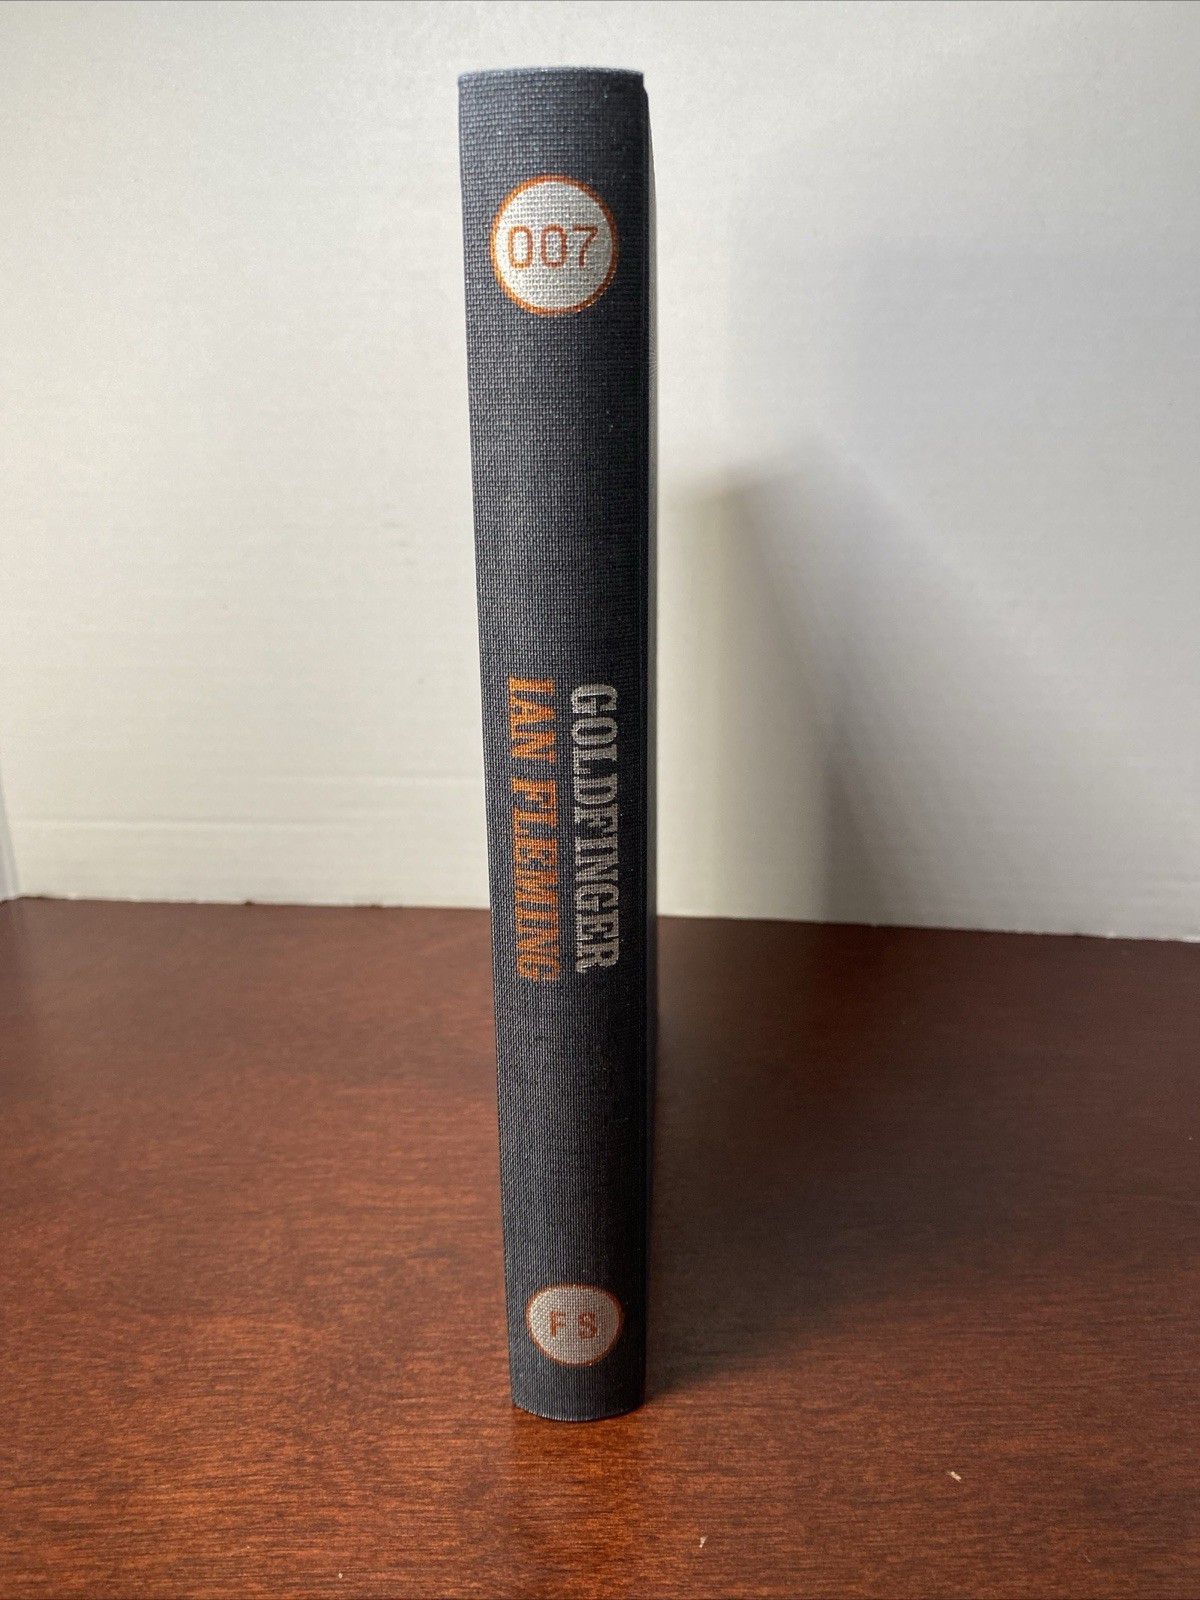 007
GOLDFINGER
IAN FLEMING
FS